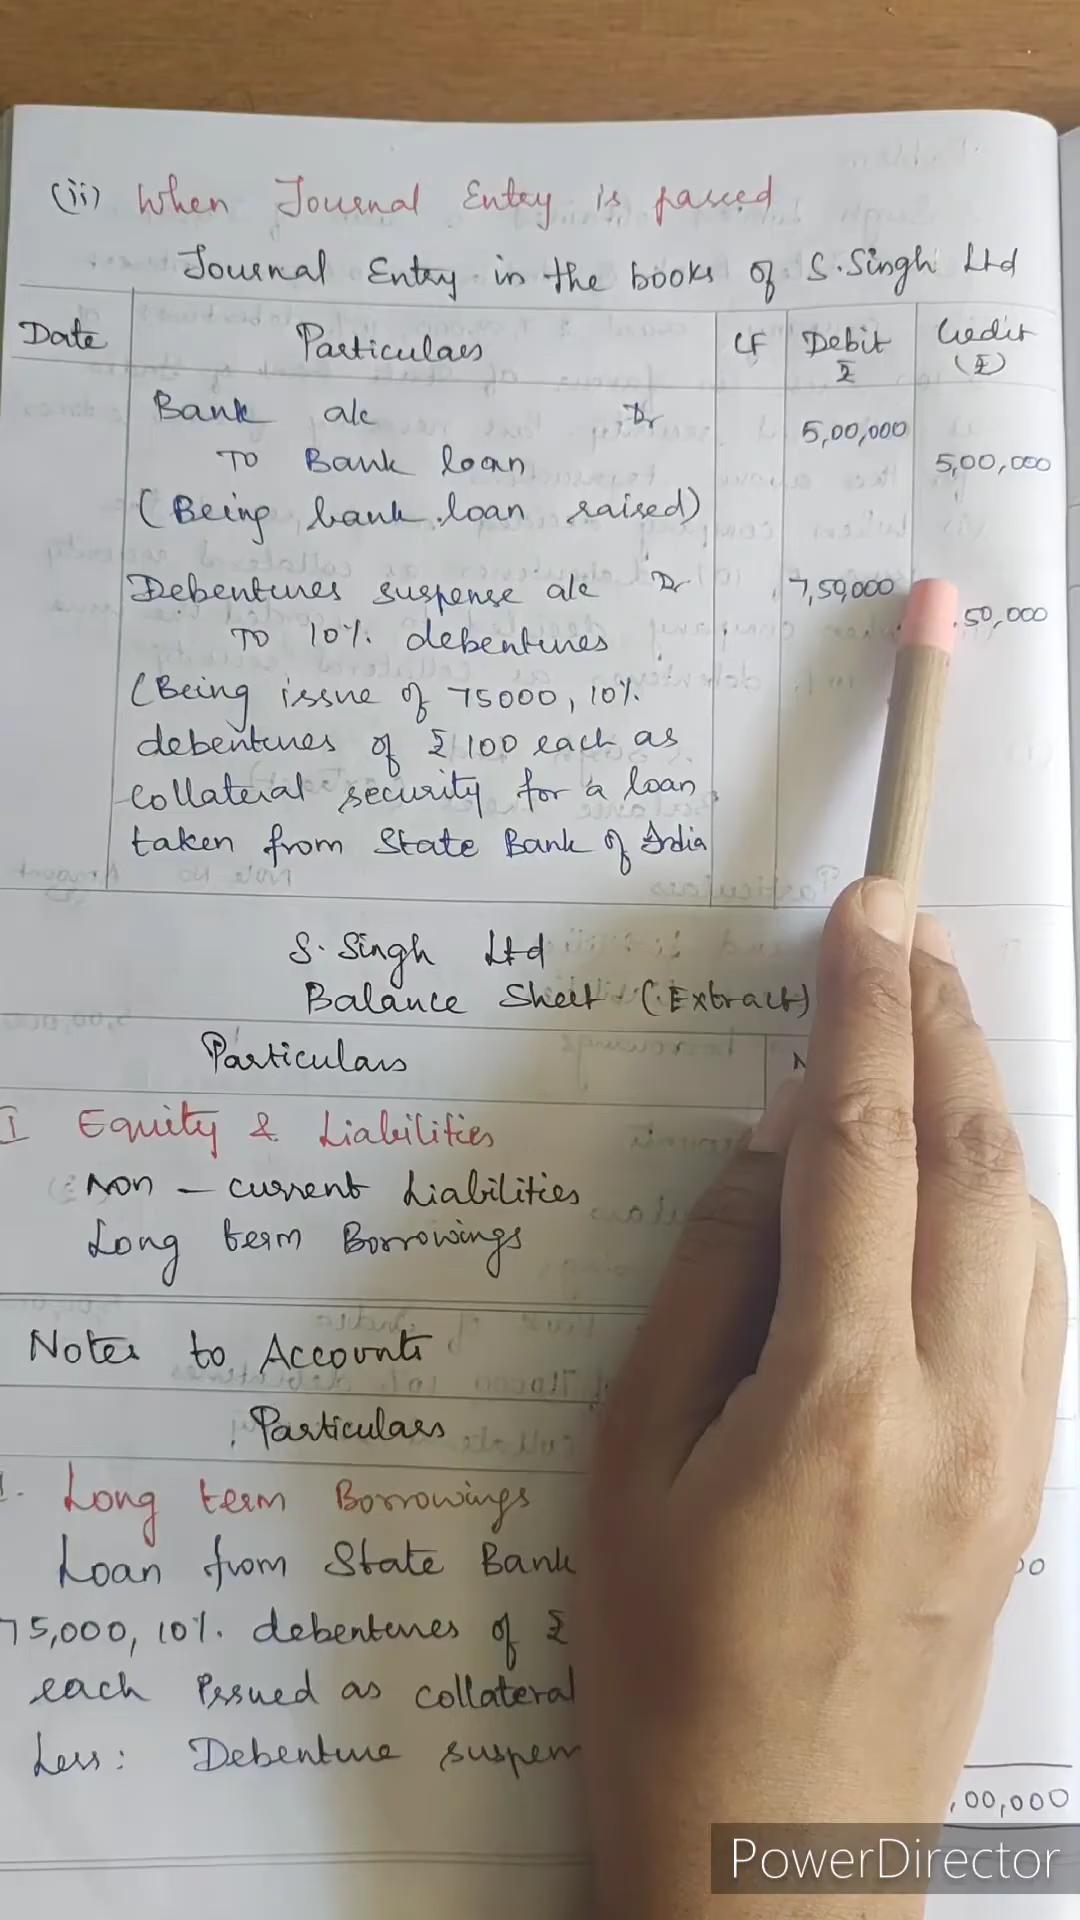 (ii) When Journal Entry is passed
Journal Entry in the books of S. Singh Ltd
Date Particulars LF Debit ₹ Credit (₹)
Bank a/c Dr 5,00,000
To Bank loan 5,00,000
(Being bank loan raised)
Debentures suspense a/c Dr 7,50,000
To 10% debentures ,50,000
(Being issue of 75000, 10%
debentures of ₹100 each as
collateral security for a loan
taken from State Bank of India
S. Singh Ltd
Balance Sheet (Extract)
Particulars N
I Equity & Liabilities
Non - current Liabilities
Long term Borrowings
Notes to Accounts
Particulars
1. Long term Borrowings
Loan from State Bank
75,000, 10% debentures of ₹
each issued as collateral
Less: Debenture suspen
,00,000
PowerDirector